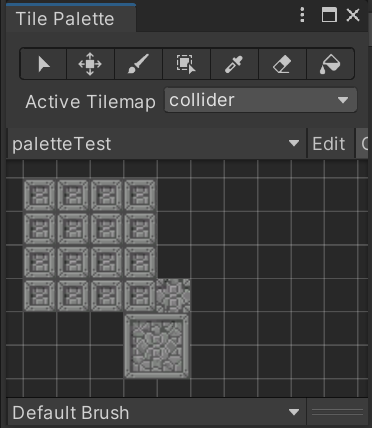 Tile Palette
Active Tilemap collider
paletteTest Edit
Default Brush